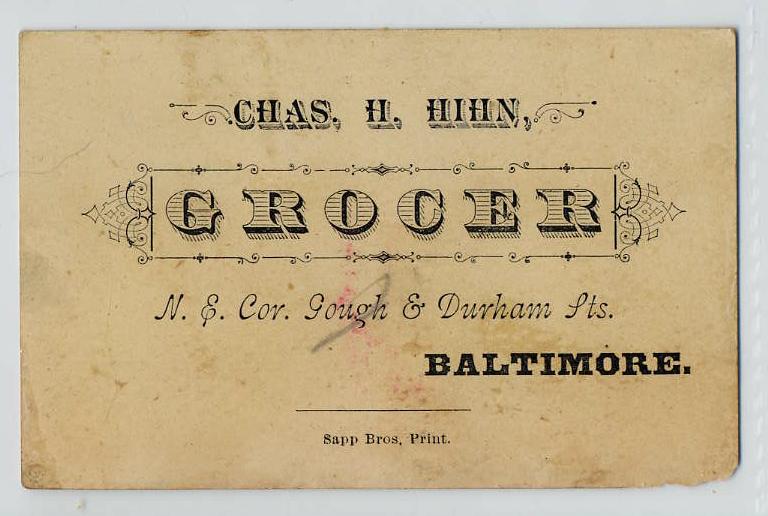 CHAS. H. HIHN,
GROCER
N. E. Cor. Gough & Durham Sts.
BALTIMORE.
Sapp Bros, Print.